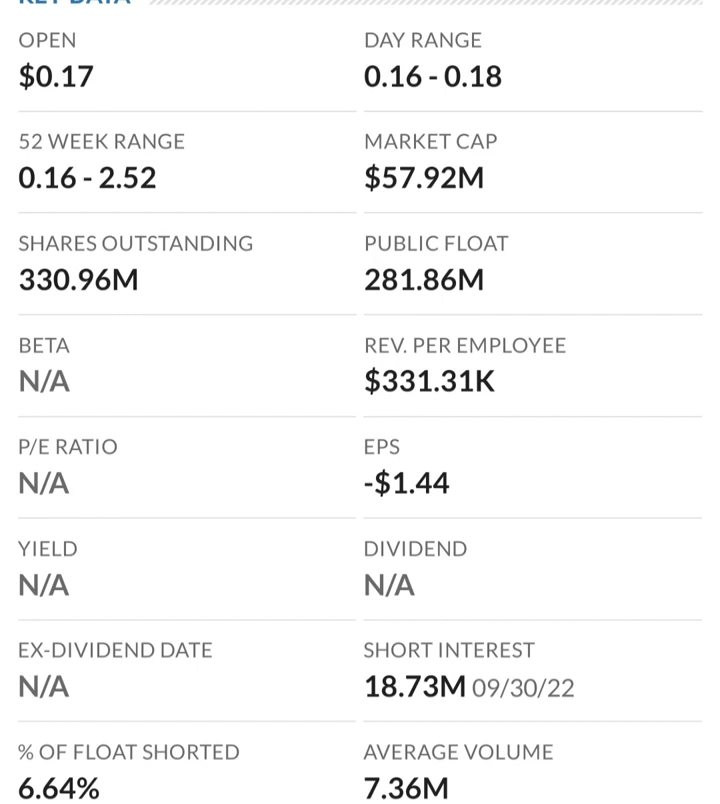 KEY DATA
OPEN
$0.17
DAY RANGE
0.16 - 0.18
52 WEEK RANGE
0.16 - 2.52
MARKET CAP
$57.92M
SHARES OUTSTANDING
330.96M
PUBLIC FLOAT
281.86M
BETA
N/A
REV. PER EMPLOYEE
$331.31K
P/E RATIO
N/A
EPS
-$1.44
YIELD
N/A
DIVIDEND
N/A
EX-DIVIDEND DATE
N/A
SHORT INTEREST
18.73M 09/30/22
% OF FLOAT SHORTED
6.64%
AVERAGE VOLUME
7.36M